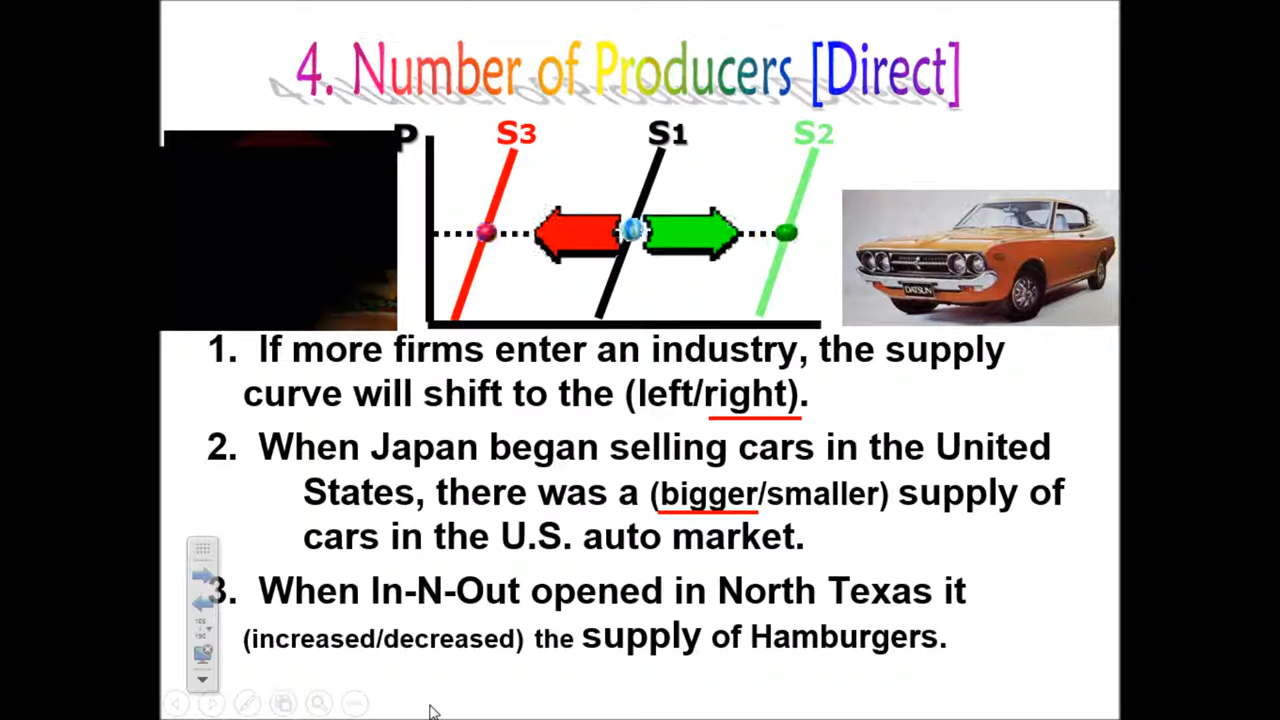 4. Number of Producers [Direct]
P
S3
S1
S2
DATSUN
1. If more firms enter an industry, the supply
curve will shift to the (left/right).
2. When Japan began selling cars in the United
States, there was a (bigger/smaller) supply of
cars in the U.S. auto market.
3. When In-N-Out opened in North Texas it
(increased/decreased) the supply of Hamburgers.